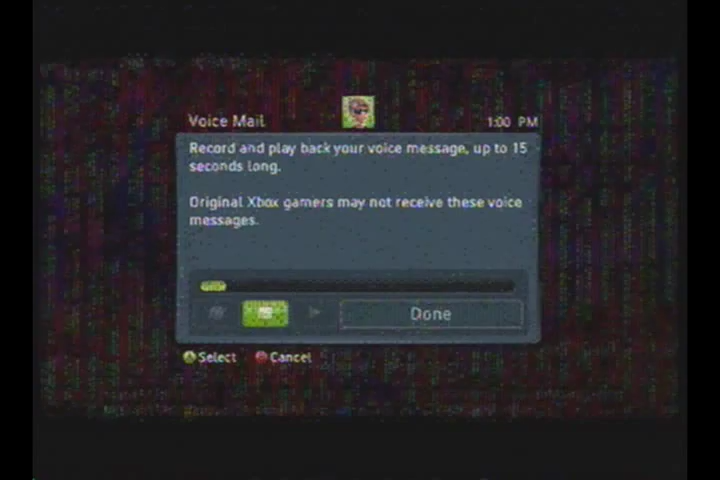 Voice Mail
1:00 PM
Record and play back your voice message, up to 15
seconds long.
Original Xbox gamers may not receive these voice
messages.
Done
A Select B Cancel